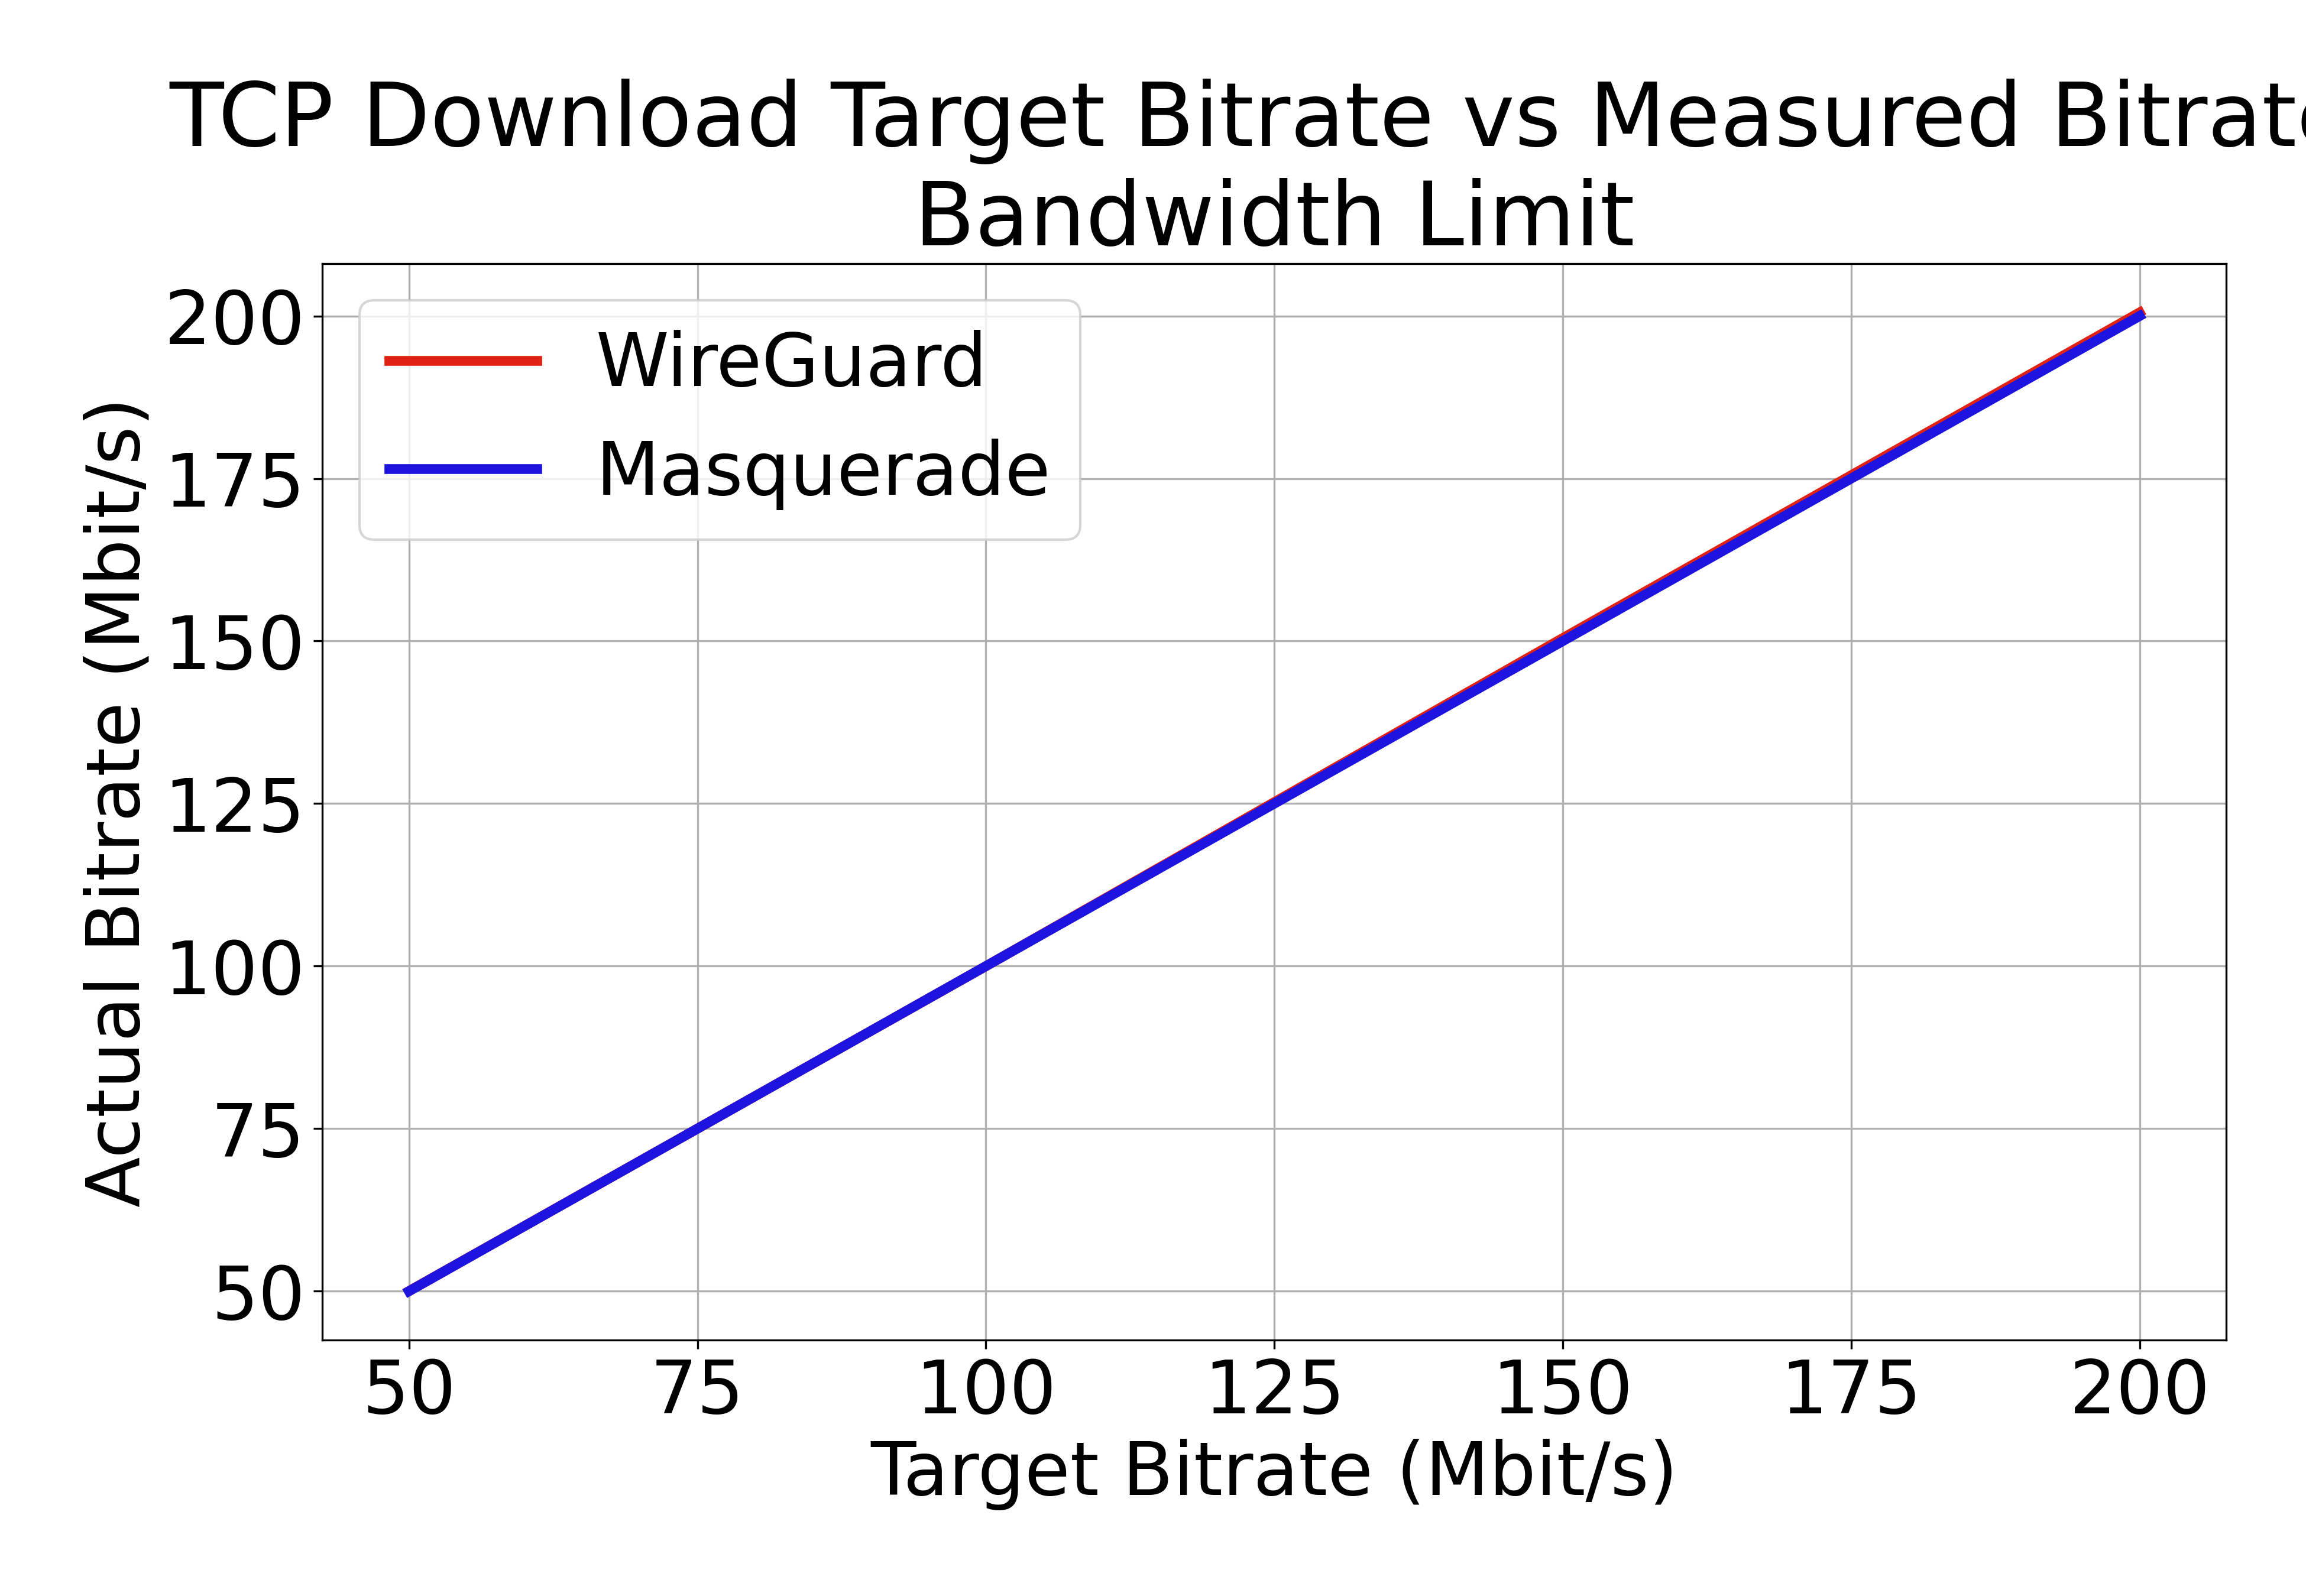 TCP Download Target Bitrate vs Measured Bitrate
Bandwidth Limit
200
175
150
125
100
75
50
Actual Bitrate (Mbit/s)
WireGuard
Masquerade
50 75 100 125 150 175 200
Target Bitrate (Mbit/s)